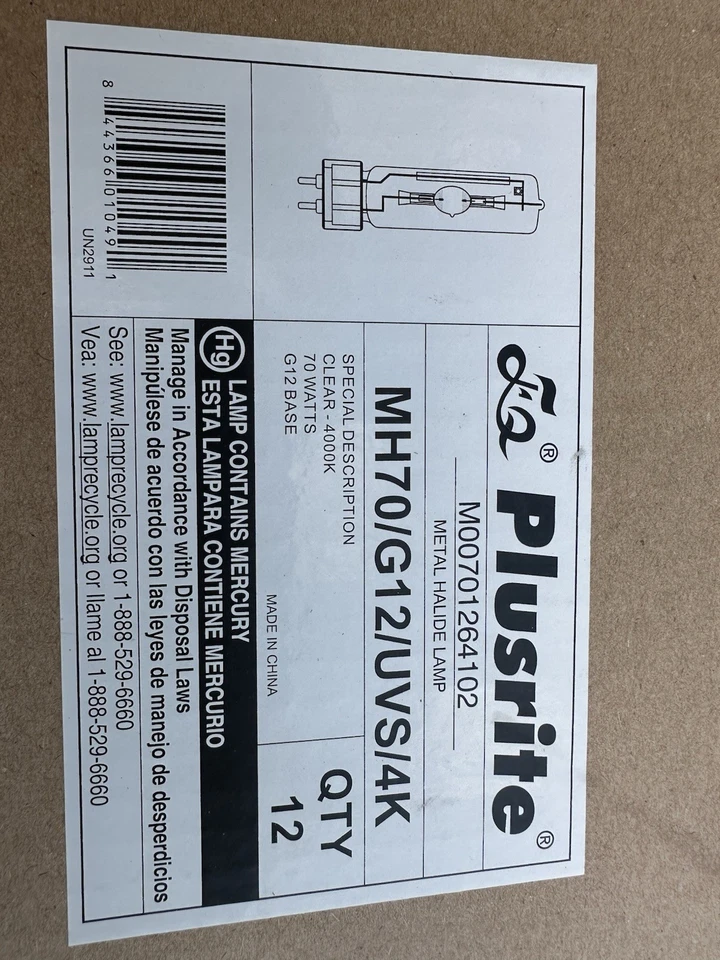 FQ® Plusrite®
M00701264102
METAL HALIDE LAMP
MH70/G12/UVS/4K
SPECIAL DESCRIPTION
CLEAR - 4000K
70 WATTS
G12 BASE
MADE IN CHINA
QTY
12
8 44366 01049 1
UN2911
Hg LAMP CONTAINS MERCURY
ESTA LAMPARA CONTIENE MERCURIO
Manage in Accordance with Disposal Laws
Manipúlese de acuerdo con las leyes de manejo de desperdicios
See: www.lamprecycle.org or 1-888-529-6660
Vea: www.lamprecycle.org or llame al 1-888-529-6660